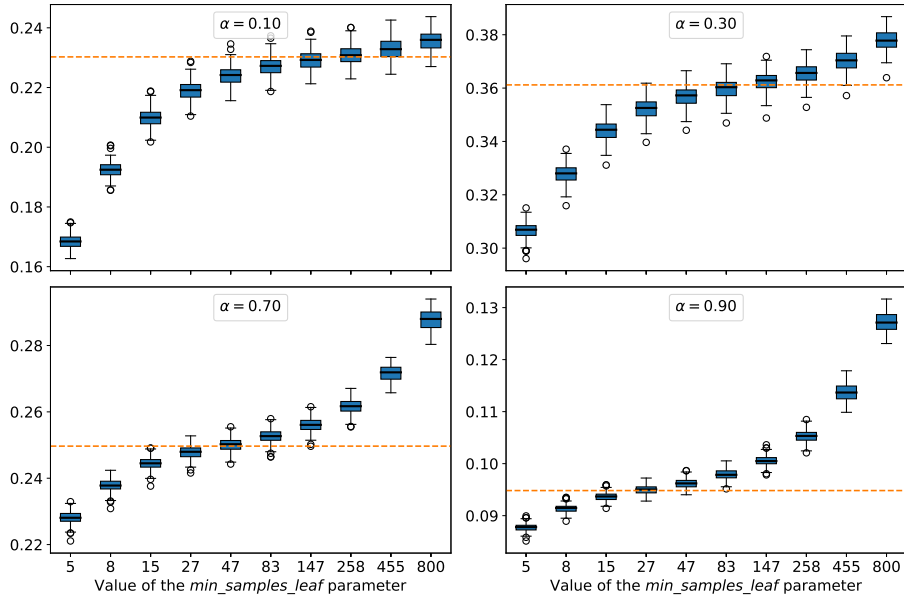 α = 0.10
0.24
0.22
0.20
0.18
0.16
α = 0.30
0.38
0.36
0.34
0.32
0.30
α = 0.70
0.28
0.26
0.24
0.22
5 8 15 27 47 83 147 258 455 800
Value of the min_samples_leaf parameter
α = 0.90
0.13
0.12
0.11
0.10
0.09
5 8 15 27 47 83 147 258 455 800
Value of the min_samples_leaf parameter